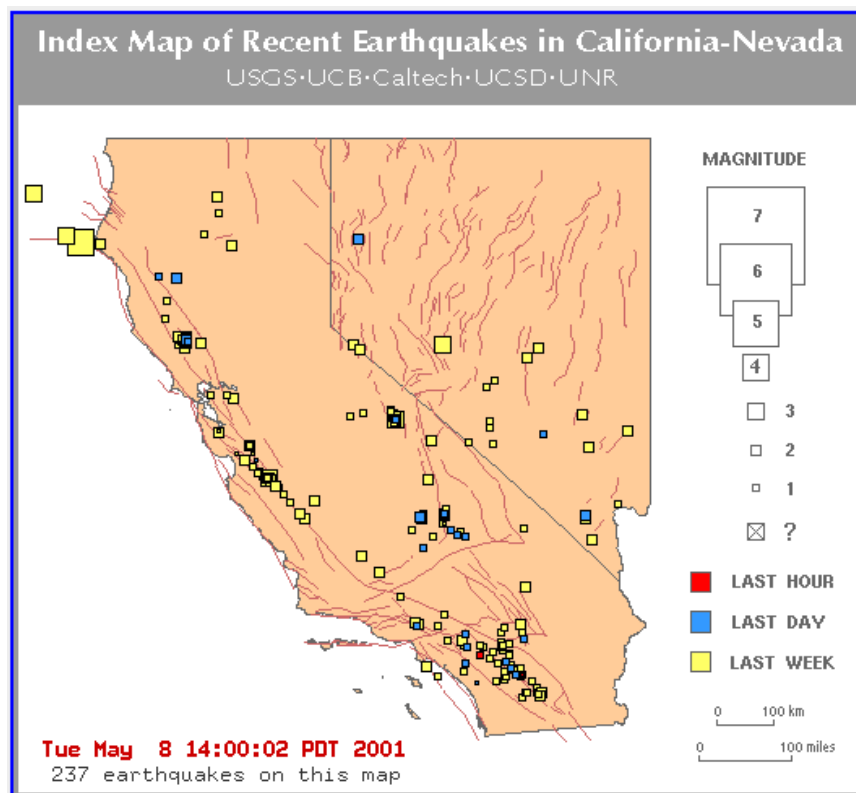 Index Map of Recent Earthquakes in California-Nevada
USGS·UCB·Caltech·UCSD·UNR
MAGNITUDE
7
6
5
4
3
2
1
?
LAST HOUR
LAST DAY
LAST WEEK
0 100 km
0 100 miles
Tue May 8 14:00:02 PDT 2001
237 earthquakes on this map